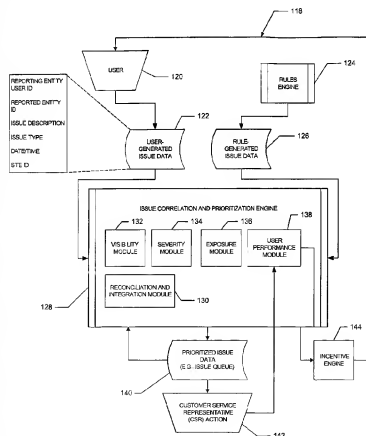 118
USER
120
RULES
ENGINE
124
REPORTING ENTITY
USER ID
REPORTED ENTITY
ID
ISSUE DESCRIPTION
ISSUE TYPE
DATE/TIME
SITE ID
122
USER-
GENERATED
ISSUE DATA
RULE-
GENERATED
ISSUE DATA
126
ISSUE CORRELATION AND PRIORITIZATION ENGINE
132
134
136
138
VISIBILITY
MODULE
SEVERITY
MODULE
EXPOSURE
MODULE
USER
PERFORMANCE
MODULE
RECONCILIATION AND
INTEGRATION MODULE
130
128
144
PRIORITIZED ISSUE
DATA
(E.G., ISSUE QUEUE)
INCENTIVE
ENGINE
140
CUSTOMER SERVICE
REPRESENTATIVE
(CSR) ACTION
142